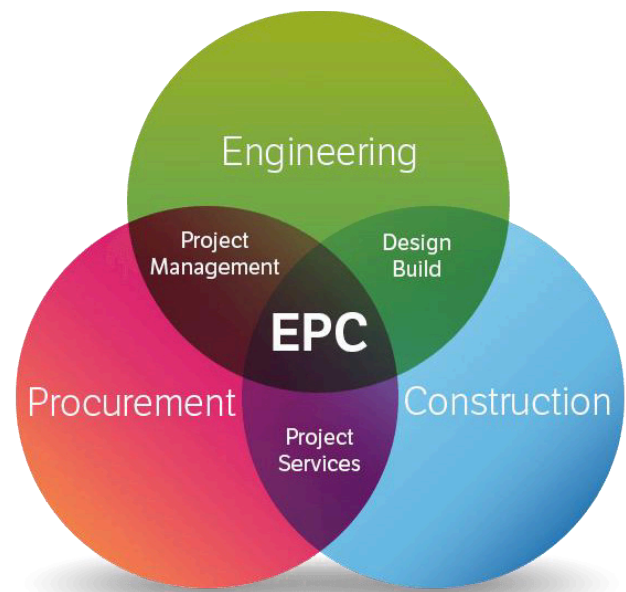 Engineering
Project
Management
Design
Build
EPC
Procurement
Construction
Project
Services